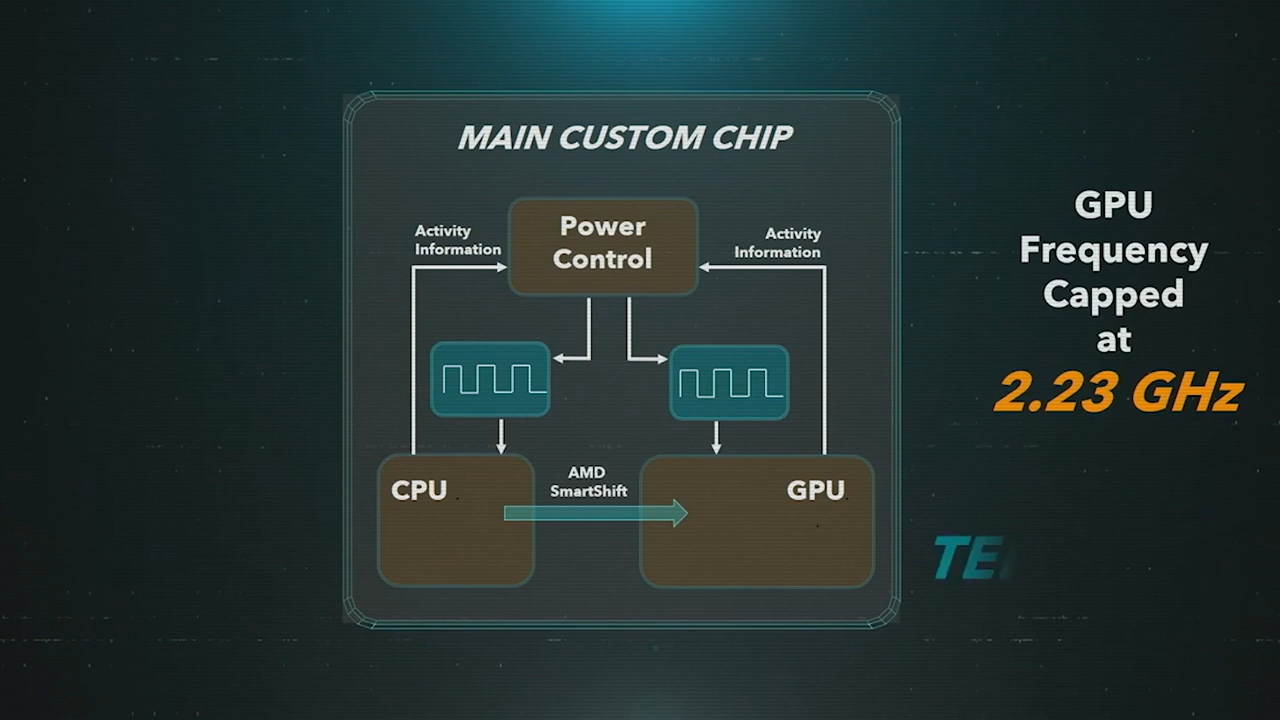 MAIN CUSTOM CHIP
Power
Control
Activity
Information
Activity
Information
CPU
AMD
SmartShift
GPU
GPU
Frequency
Capped
at
2.23 GHz